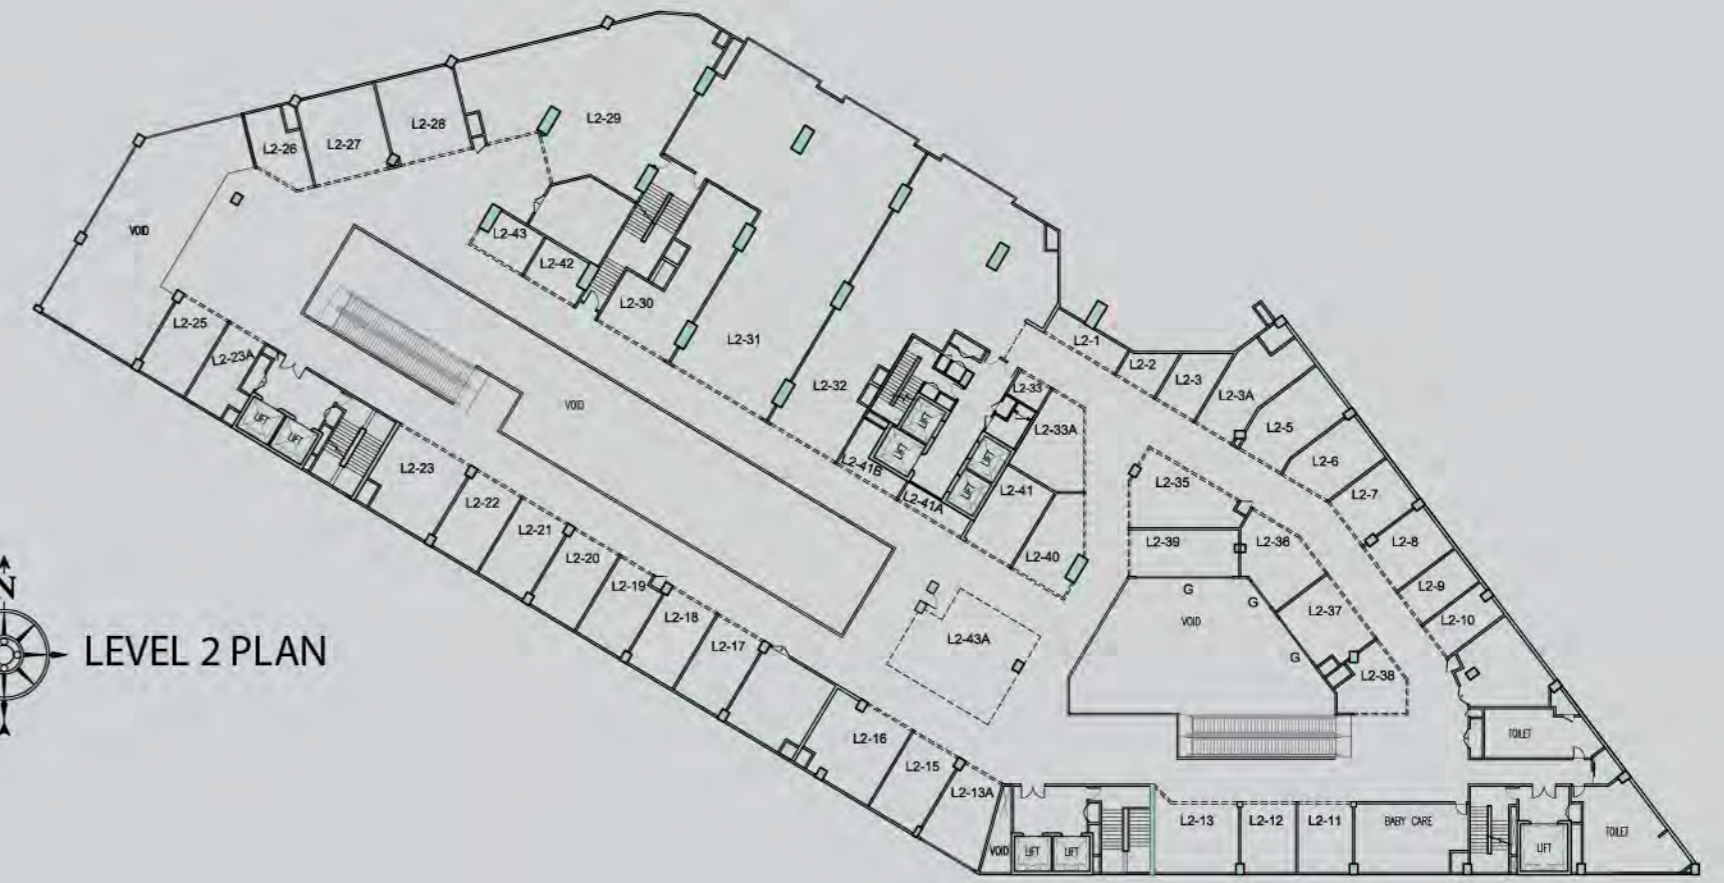 L2-29
L2-28
L2-27
L2-26
VOID
L2-43
L2-42
L2-30
L2-31
L2-32
L2-25
L2-23A
LIFT
LIFT
VOID
L2-23
L2-22
L2-21
L2-20
L2-19
L2-18
L2-17
L2-16
L2-15
L2-13A
L2-1
L2-2
L2-3
L2-3A
L2-5
L2-6
L2-7
L2-8
L2-9
L2-10
L2-33
L2-33A
LIFT
LIFT
LIFT
LIFT
L2-41B
L2-41A
L2-41
L2-40
L2-35
L2-39
L2-36
G
G
VOID
L2-37
G
L2-38
L2-43A
N
LEVEL 2 PLAN
TOILET
VOID
LIFT
LIFT
L2-13
L2-12
L2-11
BABY CARE
LIFT
TOILET